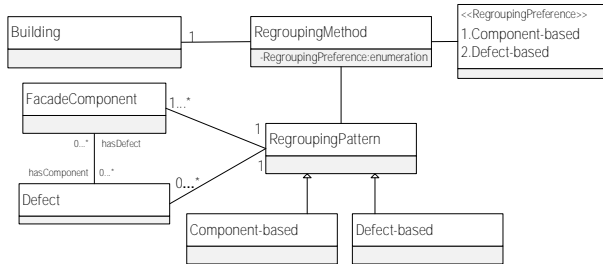 <<RegroupingPreference>>
Building
RegroupingMethod
1.Component-based
1
-RegroupingPreference:enumeration
2.Defect-based
FacadeComponent
1...*
1
RegroupingPattern
0...*
hasDefect
1
hasComponent
0...*
0...*
Defect
Component-based
Defect-based